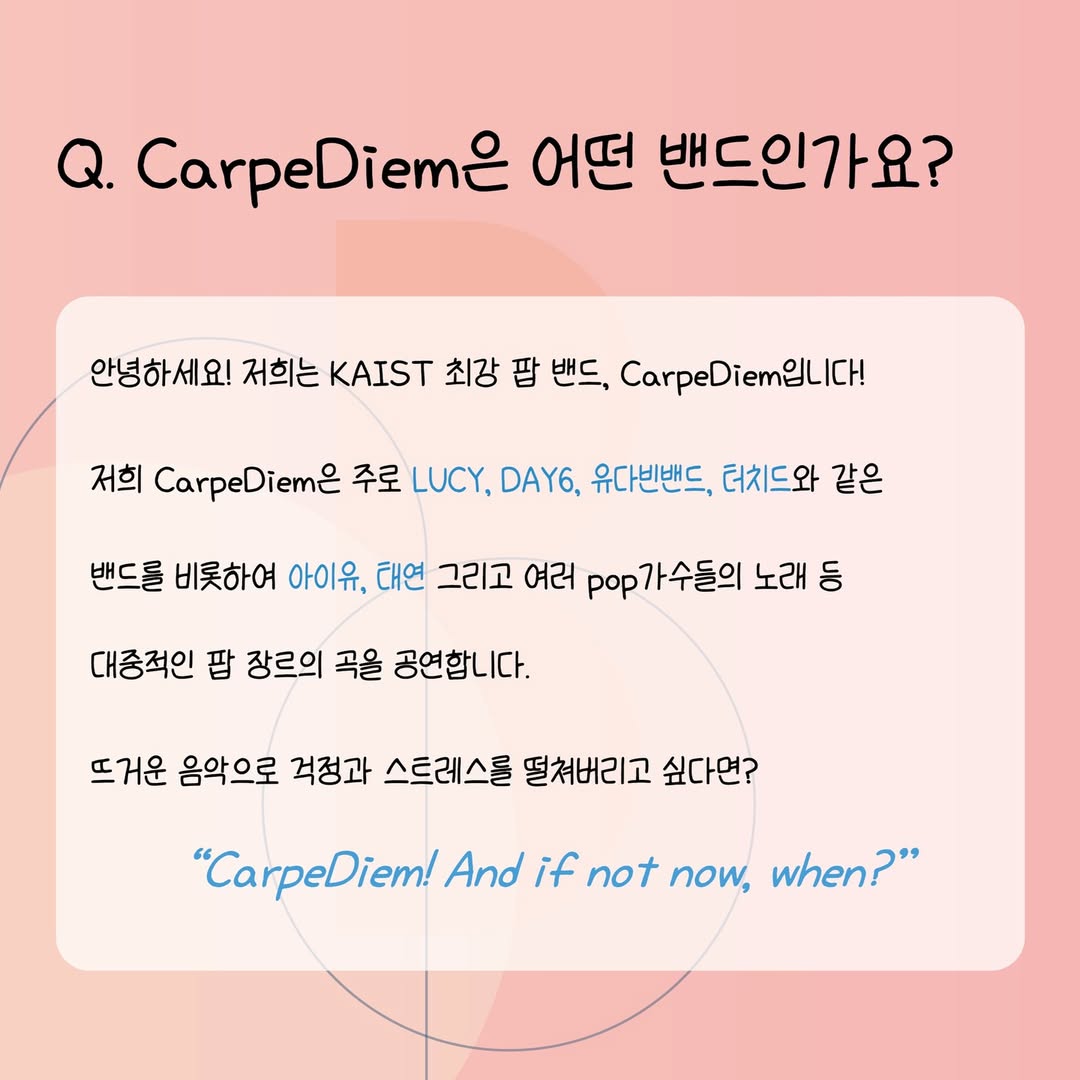 Q. CarpeDiem은 어떤 밴드인가요?
안녕하세요! 저희는 KAIST 최강 팝 밴드, CarpeDiem입니다!
저희 CarpeDiem은 주로 LUCY, DAY6, 유다빈밴드, 터치드와 같은
밴드를 비롯하여 아이유, 태연 그리고 여러 pop가수들의 노래 등
대중적인 팝 장르의 곡을 공연합니다.
뜨거운 음악으로 걱정과 스트레스를 떨쳐버리고 싶다면?
“CarpeDiem! And if not now, when?”